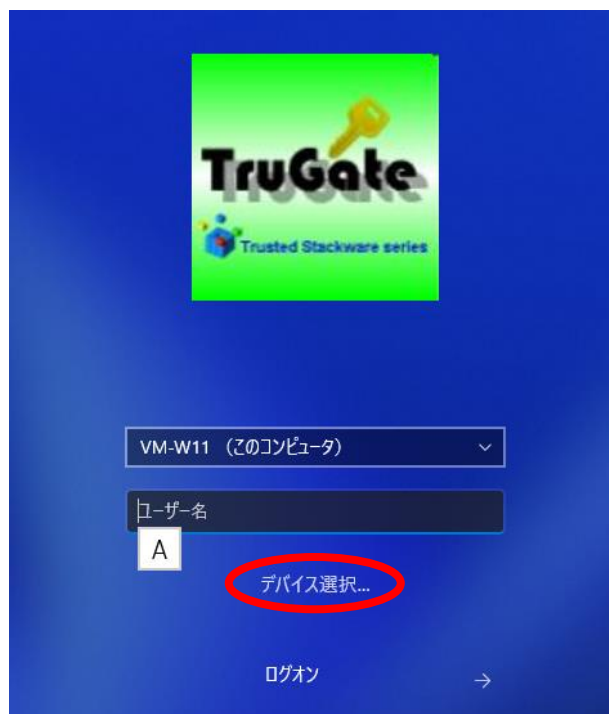 TruGate
Trusted Stackware series
VM-W11 （このコンピュータ）
ユーザー名
A
デバイス選択...
ログオン →